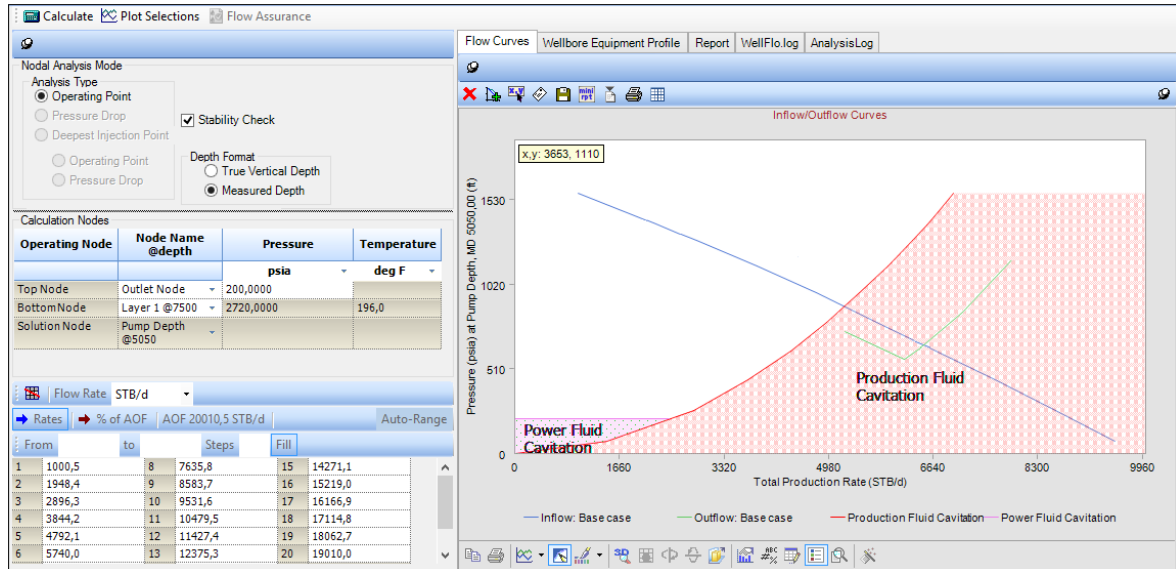 Calculate Plot Selections Flow Assurance
Nodal Analysis Mode
Analysis Type
Operating Point
Pressure Drop
Deepest Injection Point
Operating Point
Pressure Drop
Stability Check
Depth Format
True Vertical Depth
Measured Depth
Calculation Nodes
Operating Node Node Name @depth Pressure Temperature
psia deg F
Top Node Outlet Node 200,0000
BottomNode Layer 1 @7500 2720,0000 196,0
Solution Node Pump Depth
@5050
Flow Rate STB/d
Rates % of AOF AOF 20010,5 STB/d Auto-Range
From to Steps Fill
1 1000,5 8 7635,8 15 14271,1
2 1948,4 9 8583,7 16 15219,0
3 2896,3 10 9531,6 17 16166,9
4 3844,2 11 10479,5 18 17114,8
5 4792,1 12 11427,4 19 18062,7
6 5740,0 13 12375,3 20 19010,0
Flow Curves Wellbore Equipment Profile Report WellFlo.log AnalysisLog
x,y
mini
rpt
Inflow/Outflow Curves
x,y: 3653, 1110
Pressure (psia) at Pump Depth, MD 5050,00 (ft)
1530
1020
510
0
Production Fluid
Cavitation
Power Fluid
Cavitation
0 1660 3320 4980 6640 8300 9960
Total Production Rate (STB/d)
Inflow: Base case Outflow: Base case Production Fluid Cavitation Power Fluid Cavitation
3D
ABC
#%